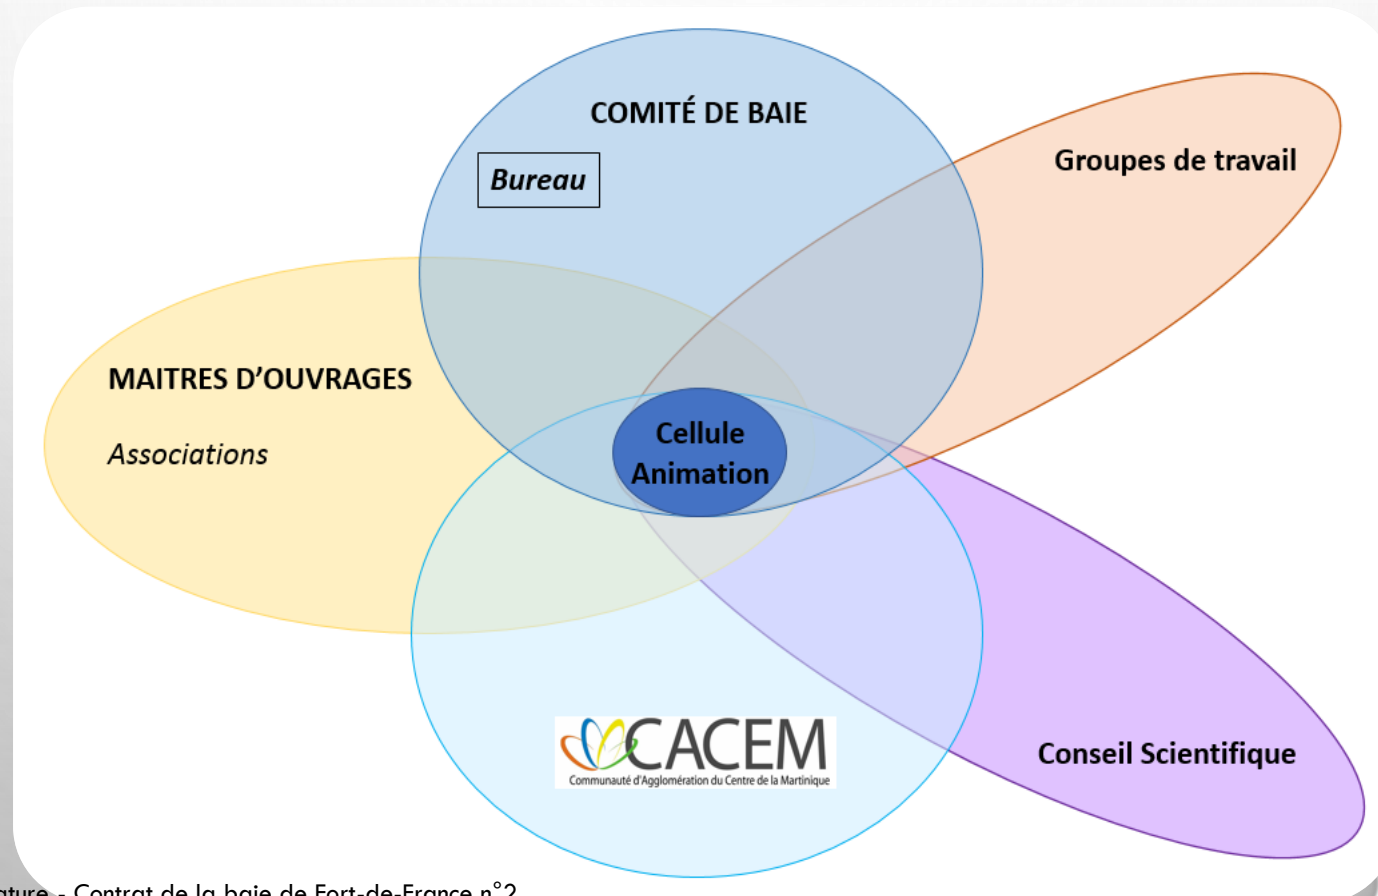 COMITÉ DE BAIE
Bureau
Groupes de travail
MAITRES D'OUVRAGES
Associations
Cellule
Animation
CACEM
Communauté d'Agglomération du Centre de la Martinique
Conseil Scientifique
- Contrat de la baie de Fort-de-France n°2